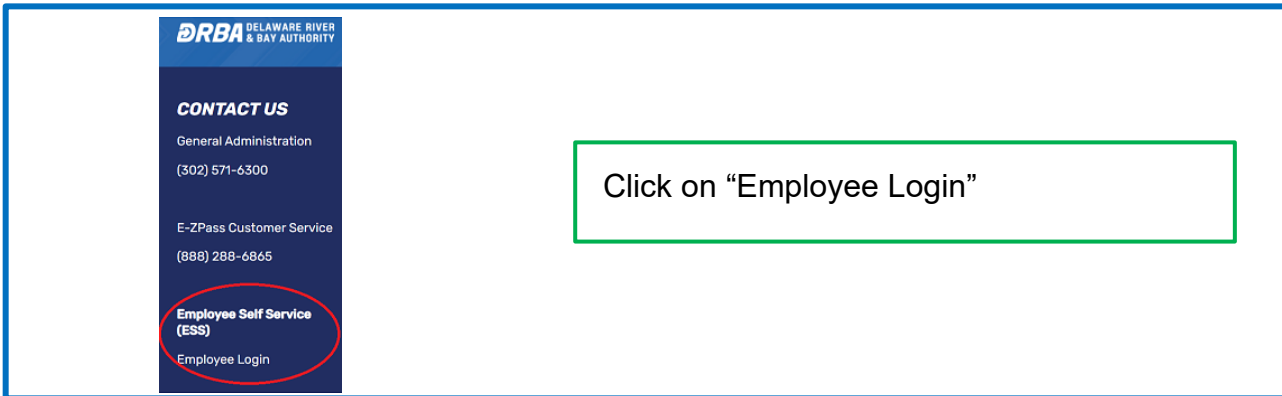 DRBA DELAWARE RIVER
& BAY AUTHORITY
CONTACT US
General Administration
(302) 571-6300
E-ZPass Customer Service
(888) 288-6865
Employee Self Service
(ESS)
Employee Login
Click on “Employee Login”